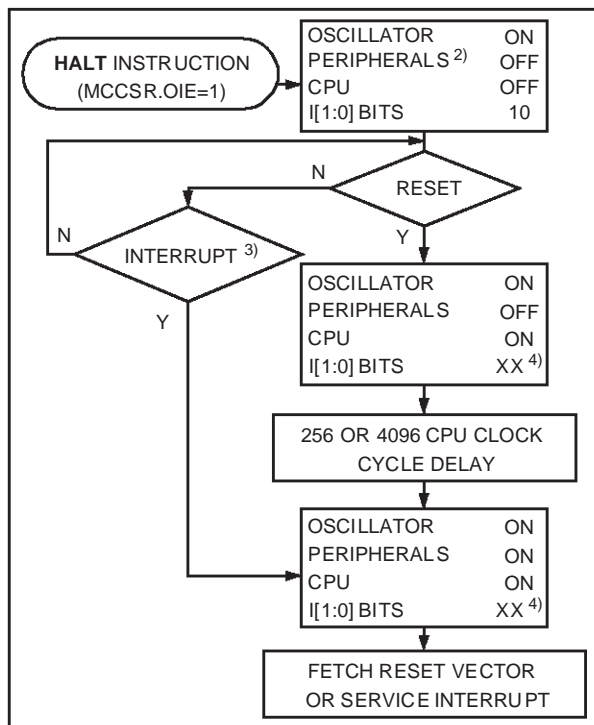 HALT INSTRUCTION
(MCCSR.OIE=1)
OSCILLATOR ON
PERIPHERALS 2) OFF
CPU OFF
I[1:0] BITS 10
N
RESET
Y
N
INTERRUPT 3)
Y
OSCILLATOR ON
PERIPHERALS OFF
CPU ON
I[1:0] BITS XX 4)
256 OR 4096 CPU CLOCK
CYCLE DELAY
OSCILLATOR ON
PERIPHERALS ON
CPU ON
I[1:0] BITS XX 4)
FETCH RESET VECTOR
OR SERVICE INTERRUPT